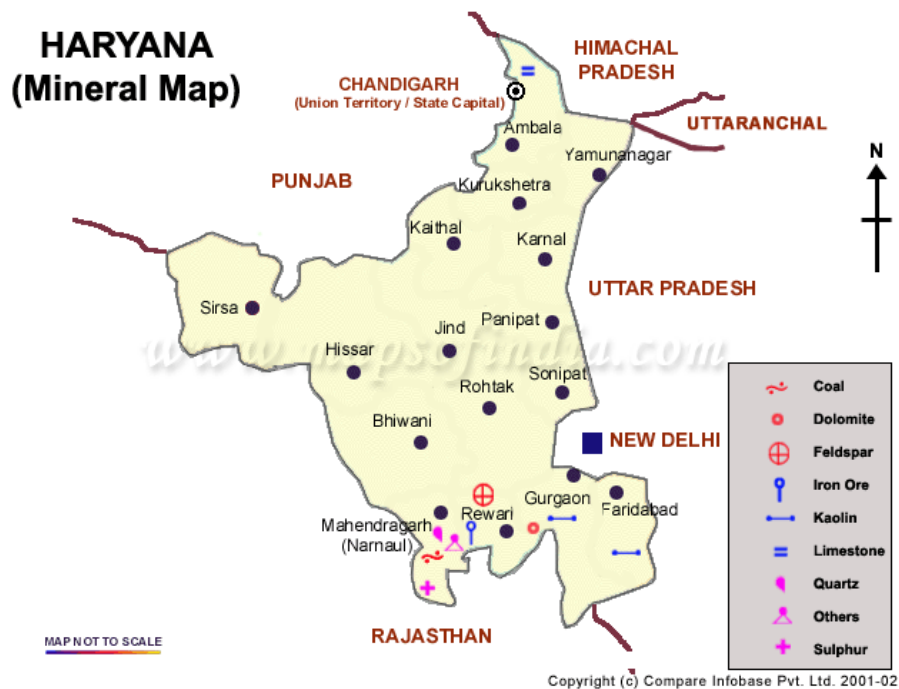 HARYANA
(Mineral Map)
HIMACHAL
PRADESH
CHANDIGARH
(Union Territory / State Capital)
UTTARANCHAL
Ambala
Yamunanagar
N
PUNJAB
Kurukshetra
Kaithal
Karnal
UTTAR PRADESH
Sirsa
Panipat
Jind
www.mapsofindia.com
Hissar
Sonipat
Rohtak
Bhiwani
NEW DELHI
Gurgaon
Faridabad
Rewari
Mahendragarh
(Narnaul)
RAJASTHAN
Coal
Dolomite
Feldspar
Iron Ore
Kaolin
Limestone
Quartz
Others
Sulphur
MAP NOT TO SCALE
Copyright (c) Compare Infobase Pvt. Ltd. 2001-02